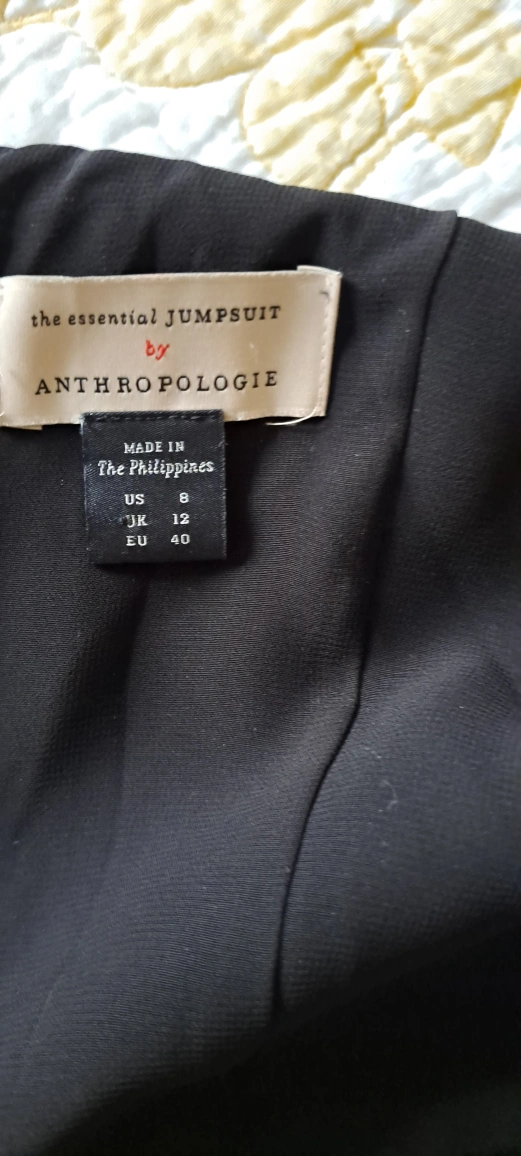 the essential JUMPSUIT
by
ANTHROPOLOGIE
MADE IN
The Philippines
US 8
UK 12
EU 40